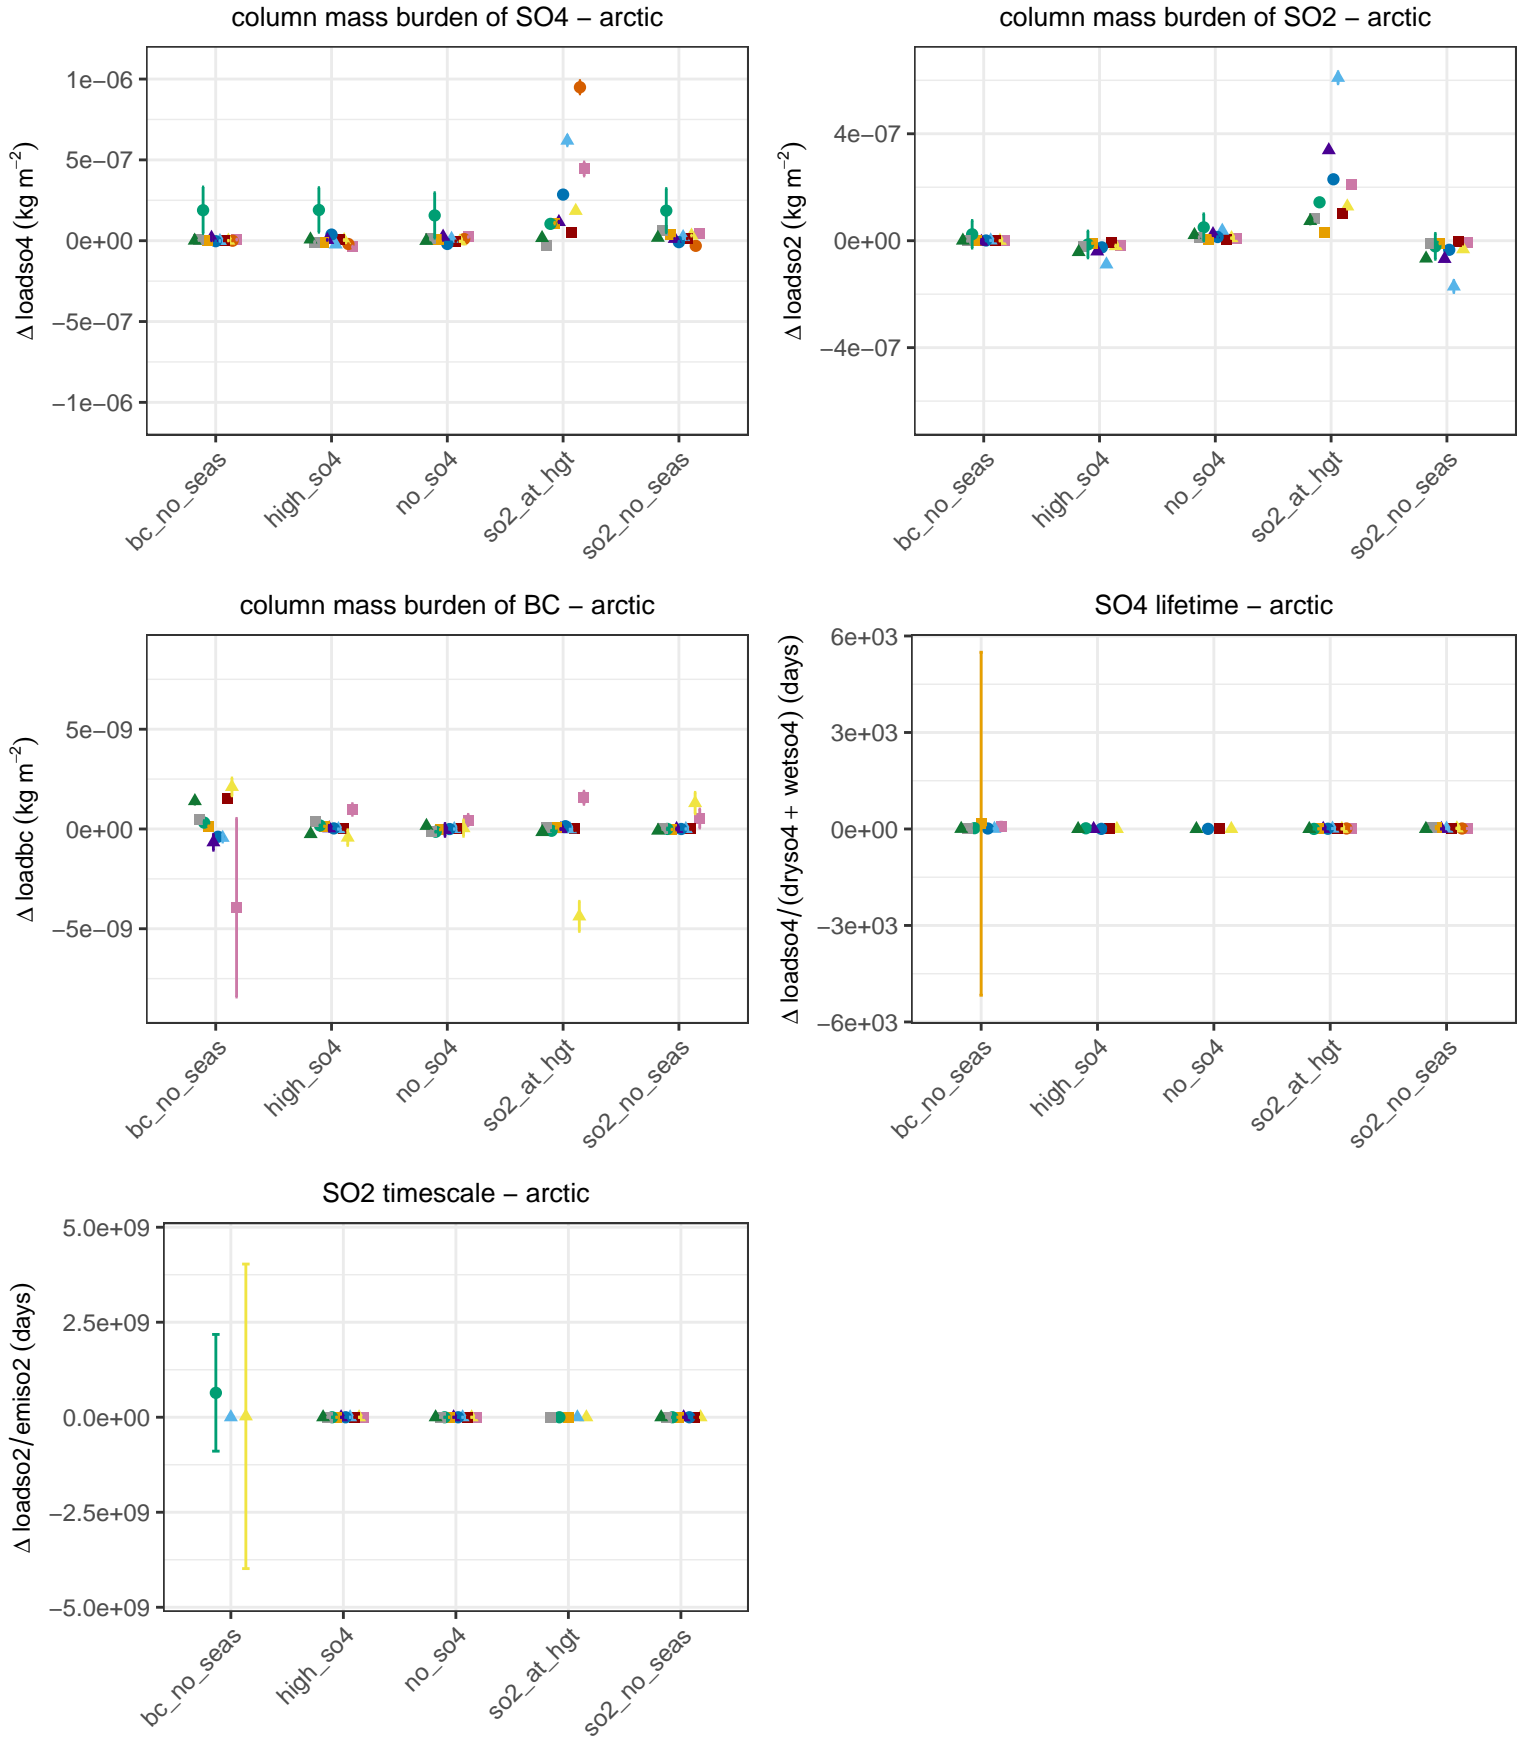 column mass burden of SO4 − arctic
Δ loadso4 (kg m⁻²)
1e−06
5e−07
0e+00
−5e−07
−1e−06
bc_no_seas
high_so4
no_so4
so2_at_hgt
so2_no_seas
column mass burden of SO2 − arctic
Δ loadso2 (kg m⁻²)
4e−07
0e+00
−4e−07
bc_no_seas
high_so4
no_so4
so2_at_hgt
so2_no_seas
column mass burden of BC − arctic
Δ loadbc (kg m⁻²)
5e−09
0e+00
−5e−09
bc_no_seas
high_so4
no_so4
so2_at_hgt
so2_no_seas
SO4 lifetime − arctic
Δ loadso4/(dryso4 + wetso4) (days)
6e+03
3e+03
0e+00
−3e+03
−6e+03
bc_no_seas
high_so4
no_so4
so2_at_hgt
so2_no_seas
SO2 timescale − arctic
Δ loadso2/emiso2 (days)
5.0e+09
2.5e+09
0.0e+00
−2.5e+09
−5.0e+09
bc_no_seas
high_so4
no_so4
so2_at_hgt
so2_no_seas